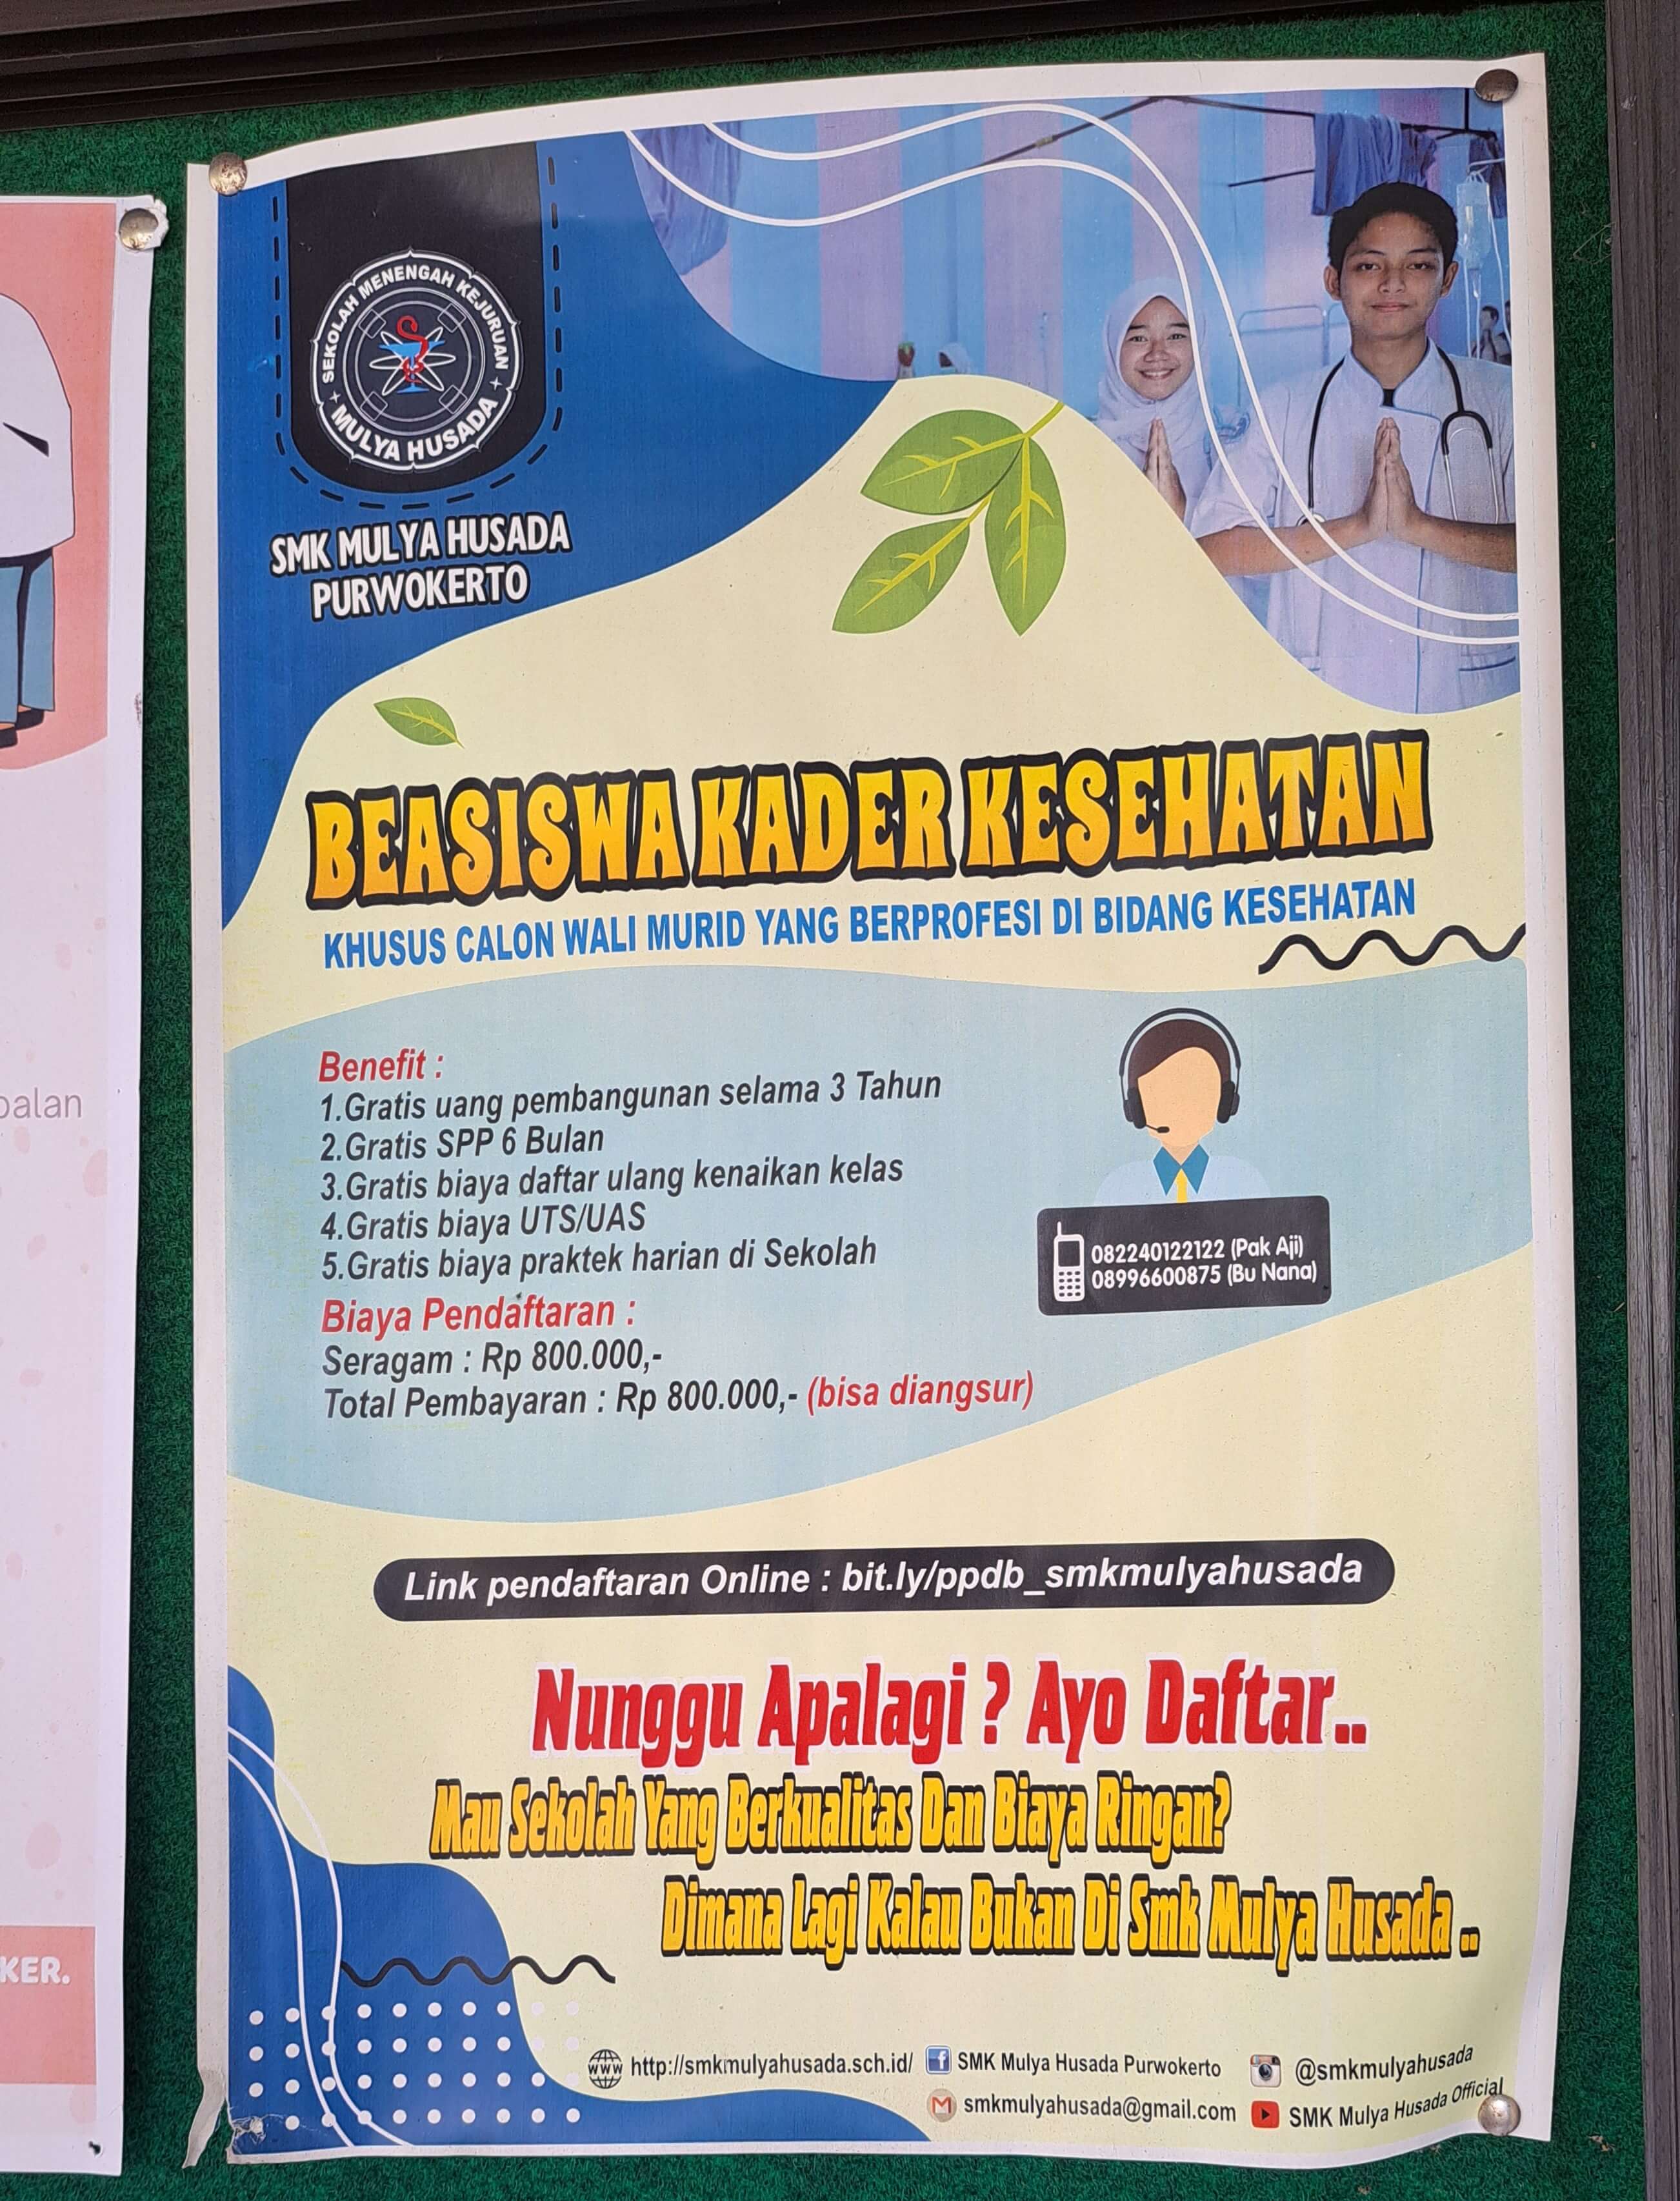 SEKOLAH MENENGAH KEJURUAN
MULYA HUSADA
SMK MULYA HUSADA
PURWOKERTO
BEASISWA KADER KESEHATAN
KHUSUS CALON WALI MURID YANG BERPROFESI DI BIDANG KESEHATAN
Benefit :
1.Gratis uang pembangunan selama 3 Tahun
2.Gratis SPP 6 Bulan
3.Gratis biaya daftar ulang kenaikan kelas
4.Gratis biaya UTS/UAS
5.Gratis biaya praktek harian di Sekolah
Biaya Pendaftaran :
Seragam : Rp 800.000,-
Total Pembayaran : Rp 800.000,- (bisa diangsur)
082240122122 (Pak Aji)
08996600875 (Bu Nana)
Link pendaftaran Online : bit.ly/ppdb_smkmulyahusada
Nunggu Apalagi ? Ayo Daftar..
Mau Sekolah Yang Berkualitas Dan Biaya Ringan?
Dimana Lagi Kalau Bukan Di Smk Mulya Husada ..
www http://smkmulyahusada.sch.id/ f SMK Mulya Husada Purwokerto @smkmulyahusada
M smkmulyahusada@gmail.com SMK Mulya Husada Official
KER.